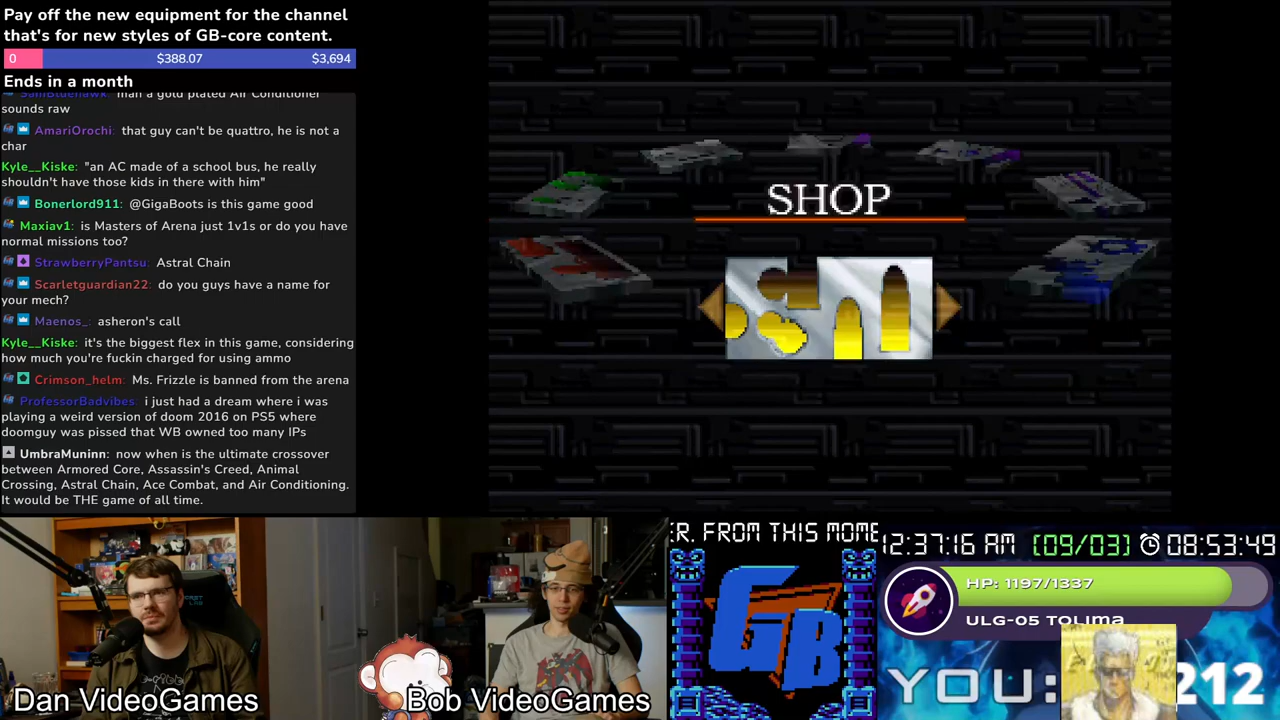 Pay off the new equipment for the channel
that's for new styles of GB-core content.
0 $388.07 $3,694
Ends in a month
man a gold plated Air Conditioner
sounds raw
AmariOrochi: that guy can't be quattro, he is not a
char
Kyle__Kiske: "an AC made of a school bus, he really
shouldn't have those kids in there with him"
Bonerlord911: @GigaBoots is this game good
Maxiav1: is Masters of Arena just 1v1s or do you have
normal missions too?
StrawberryPantsu: Astral Chain
Scarletguardian22: do you guys have a name for
your mech?
Maenos_: asheron's call
Kyle__Kiske: it's the biggest flex in this game, considering
how much you're fuckin charged for using ammo
Crimson_helm: Ms. Frizzle is banned from the arena
ProfessorBadvibes: i just had a dream where i was
playing a weird version of doom 2016 on PS5 where
doomguy was pissed that WB owned too many IPs
UmbraMuninn: now when is the ultimate crossover
between Armored Core, Assassin's Creed, Animal
Crossing, Astral Chain, Ace Combat, and Air Conditioning.
It would be THE game of all time.
SHOP
Dan VideoGames
Bob VideoGames
ER. FROM THIS MOME
GB
12:37:16 AM [09/03] 08:53:49
HP: 1197/1337
ULG-05 TOLIMA
YOU: 212